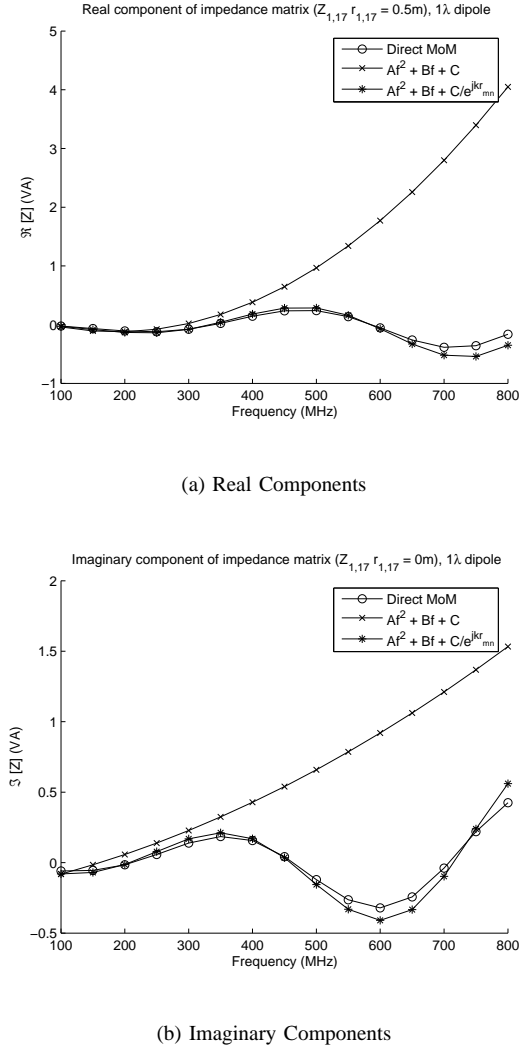 Real component of impedance matrix (Z1,17 r1,17 = 0.5m), 1λ dipole
5
4
3
2
1
0
−1
ℜ [Z] (VA)
Direct MoM
Af² + Bf + C
Af² + Bf + C/e^jkr_mn
100 200 300 400 500 600 700 800
Frequency (MHz)
(a) Real Components
Imaginary component of impedance matrix (Z1,17 r1,17 = 0m), 1λ dipole
2
1.5
1
0.5
0
−0.5
ℑ [Z] (VA)
Direct MoM
Af² + Bf + C
Af² + Bf + C/e^jkr_mn
100 200 300 400 500 600 700 800
Frequency (MHz)
(b) Imaginary Components